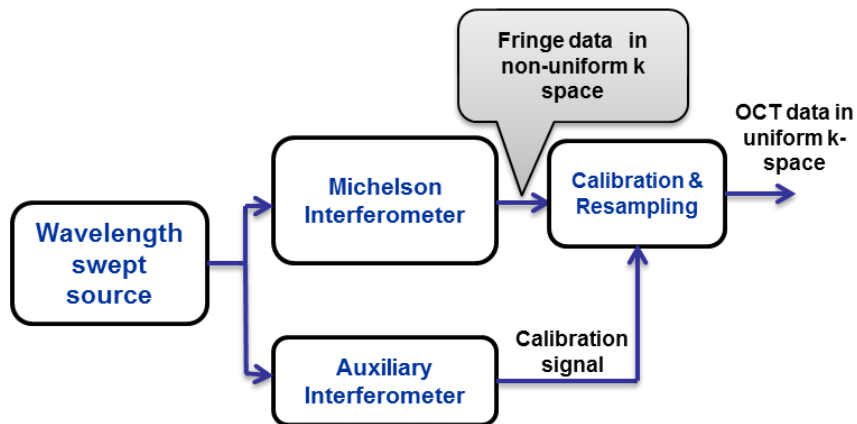 Fringe data in
non-uniform k
space
OCT data in
uniform k-
space
Michelson
Interferometer
Calibration &
Resampling
Wavelength
swept
source
Calibration
signal
Auxiliary
Interferometer